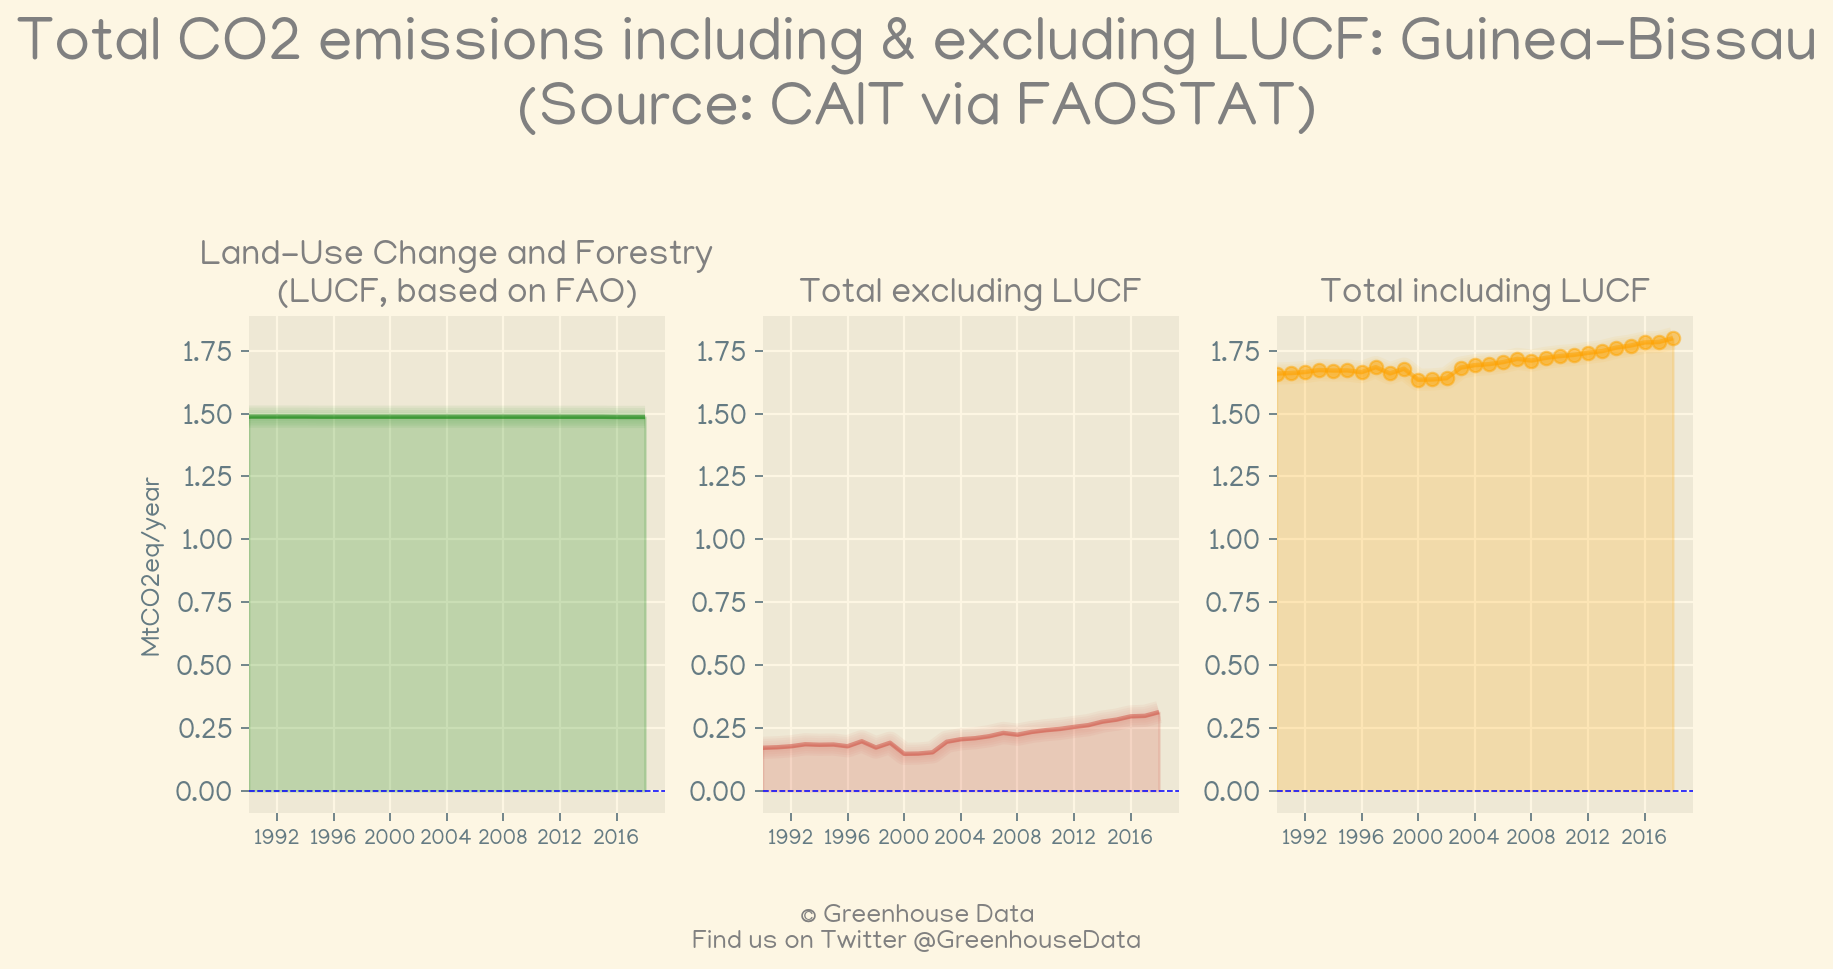 Total CO2 emissions including & excluding LUCF: Guinea-Bissau
(Source: CAIT via FAOSTAT)
Land-Use Change and Forestry
(LUCF, based on FAO)
Total excluding LUCF
Total including LUCF
MtCO2eq/year
1.75
1.50
1.25
1.00
0.75
0.50
0.25
0.00
1992 1996 2000 2004 2008 2012 2016
1.75
1.50
1.25
1.00
0.75
0.50
0.25
0.00
1992 1996 2000 2004 2008 2012 2016
1.75
1.50
1.25
1.00
0.75
0.50
0.25
0.00
1992 1996 2000 2004 2008 2012 2016
© Greenhouse Data
Find us on Twitter @GreenhouseData